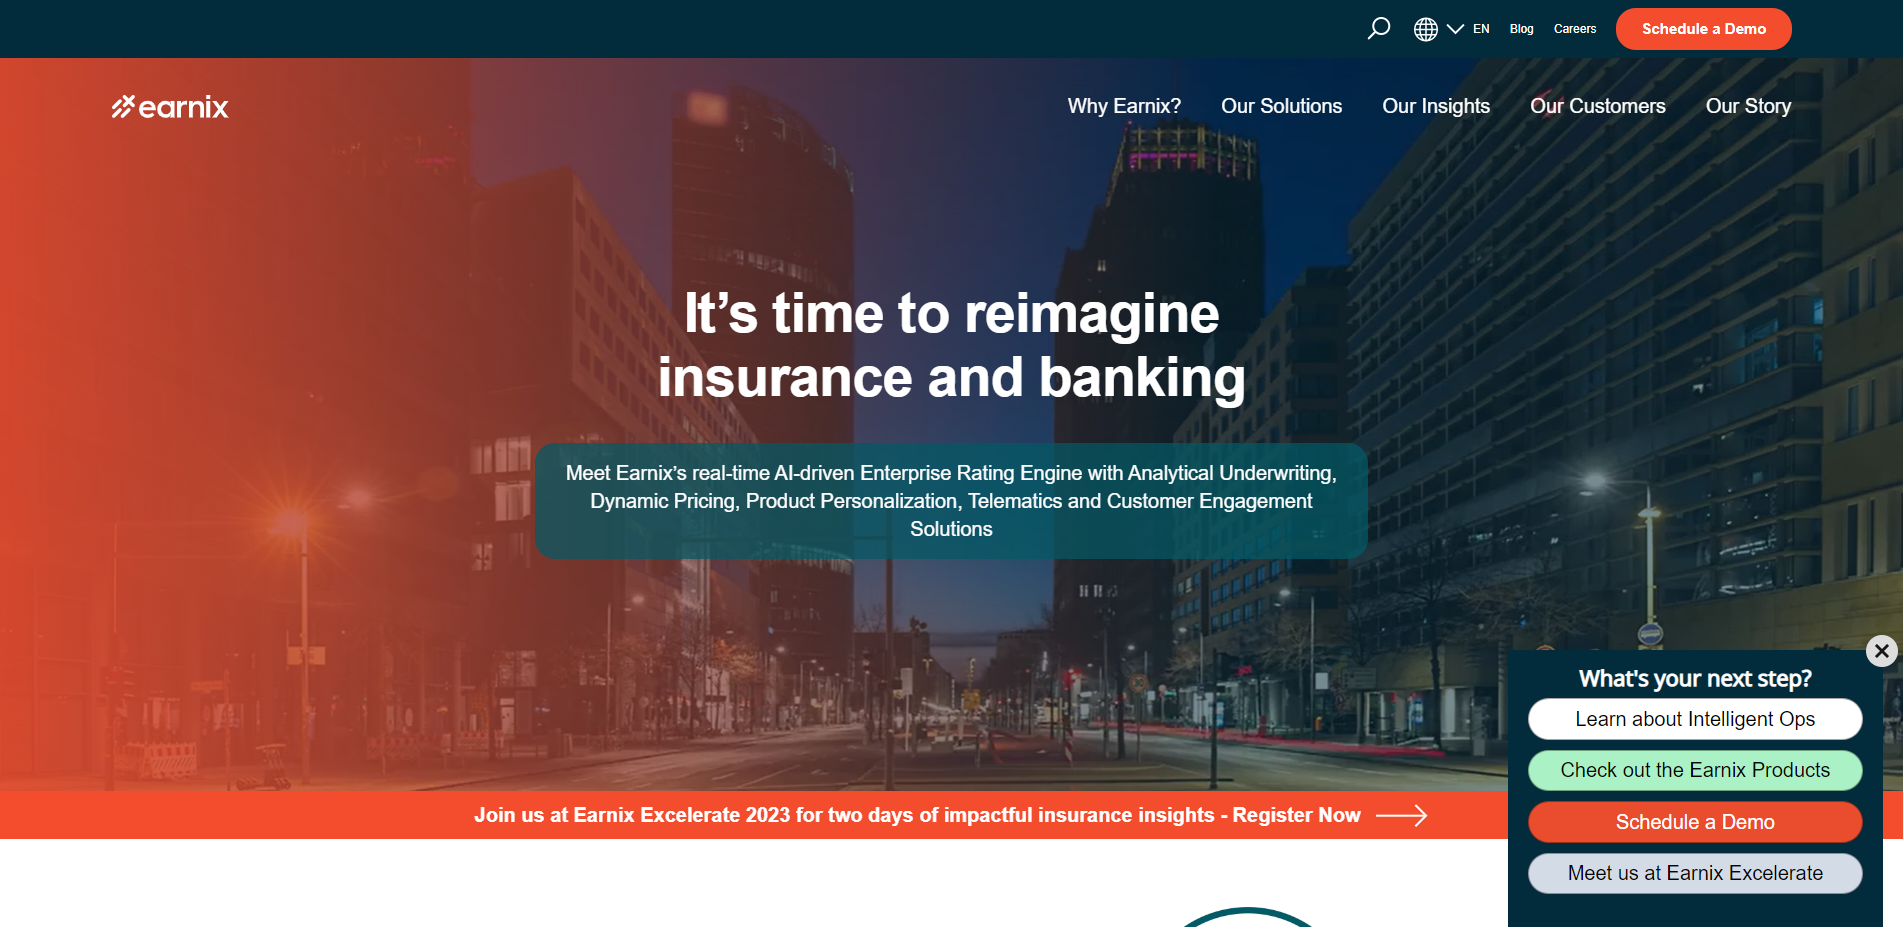 EN
Blog
Careers
Schedule a Demo
earnix
Why Earnix?
Our Solutions
Our Insights
Our Customers
Our Story
It’s time to reimagine
insurance and banking
Meet Earnix’s real-time AI-driven Enterprise Rating Engine with Analytical Underwriting,
Dynamic Pricing, Product Personalization, Telematics and Customer Engagement
Solutions
Join us at Earnix Excelerate 2023 for two days of impactful insurance insights - Register Now
What's your next step?
Learn about Intelligent Ops
Check out the Earnix Products
Schedule a Demo
Meet us at Earnix Excelerate